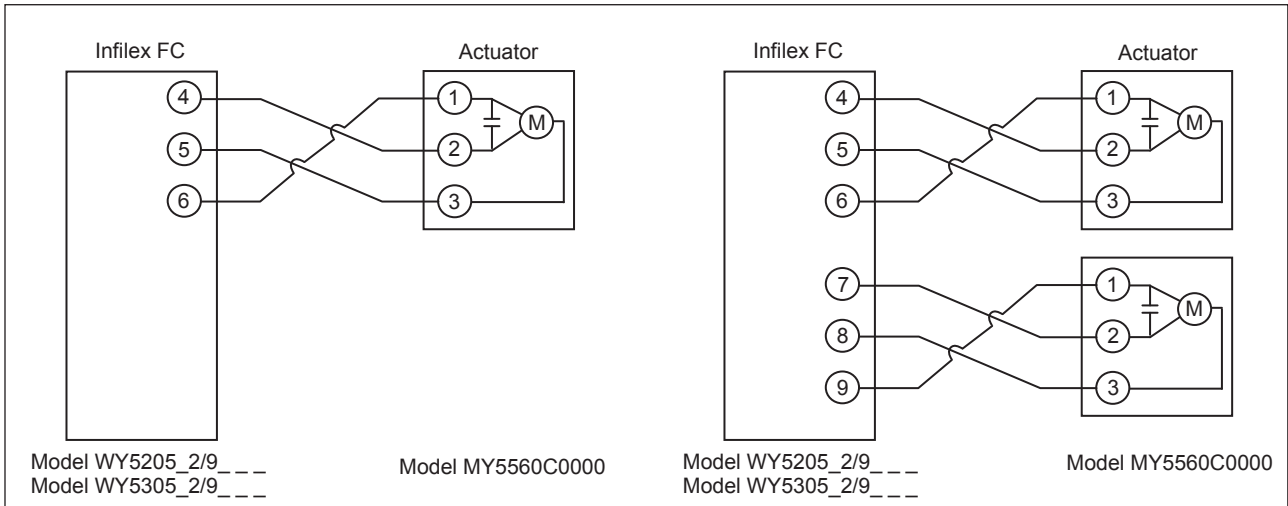 Infilex FC
Actuator
4
1
M
5
2
6
3
Model WY5205_2/9_ _ _
Model WY5305_2/9_ _ _
Model MY5560C0000
Infilex FC
Actuator
4
1
M
5
2
6
3
7
1
M
8
2
9
3
Model WY5205_2/9_ _ _
Model WY5305_2/9_ _ _
Model MY5560C0000